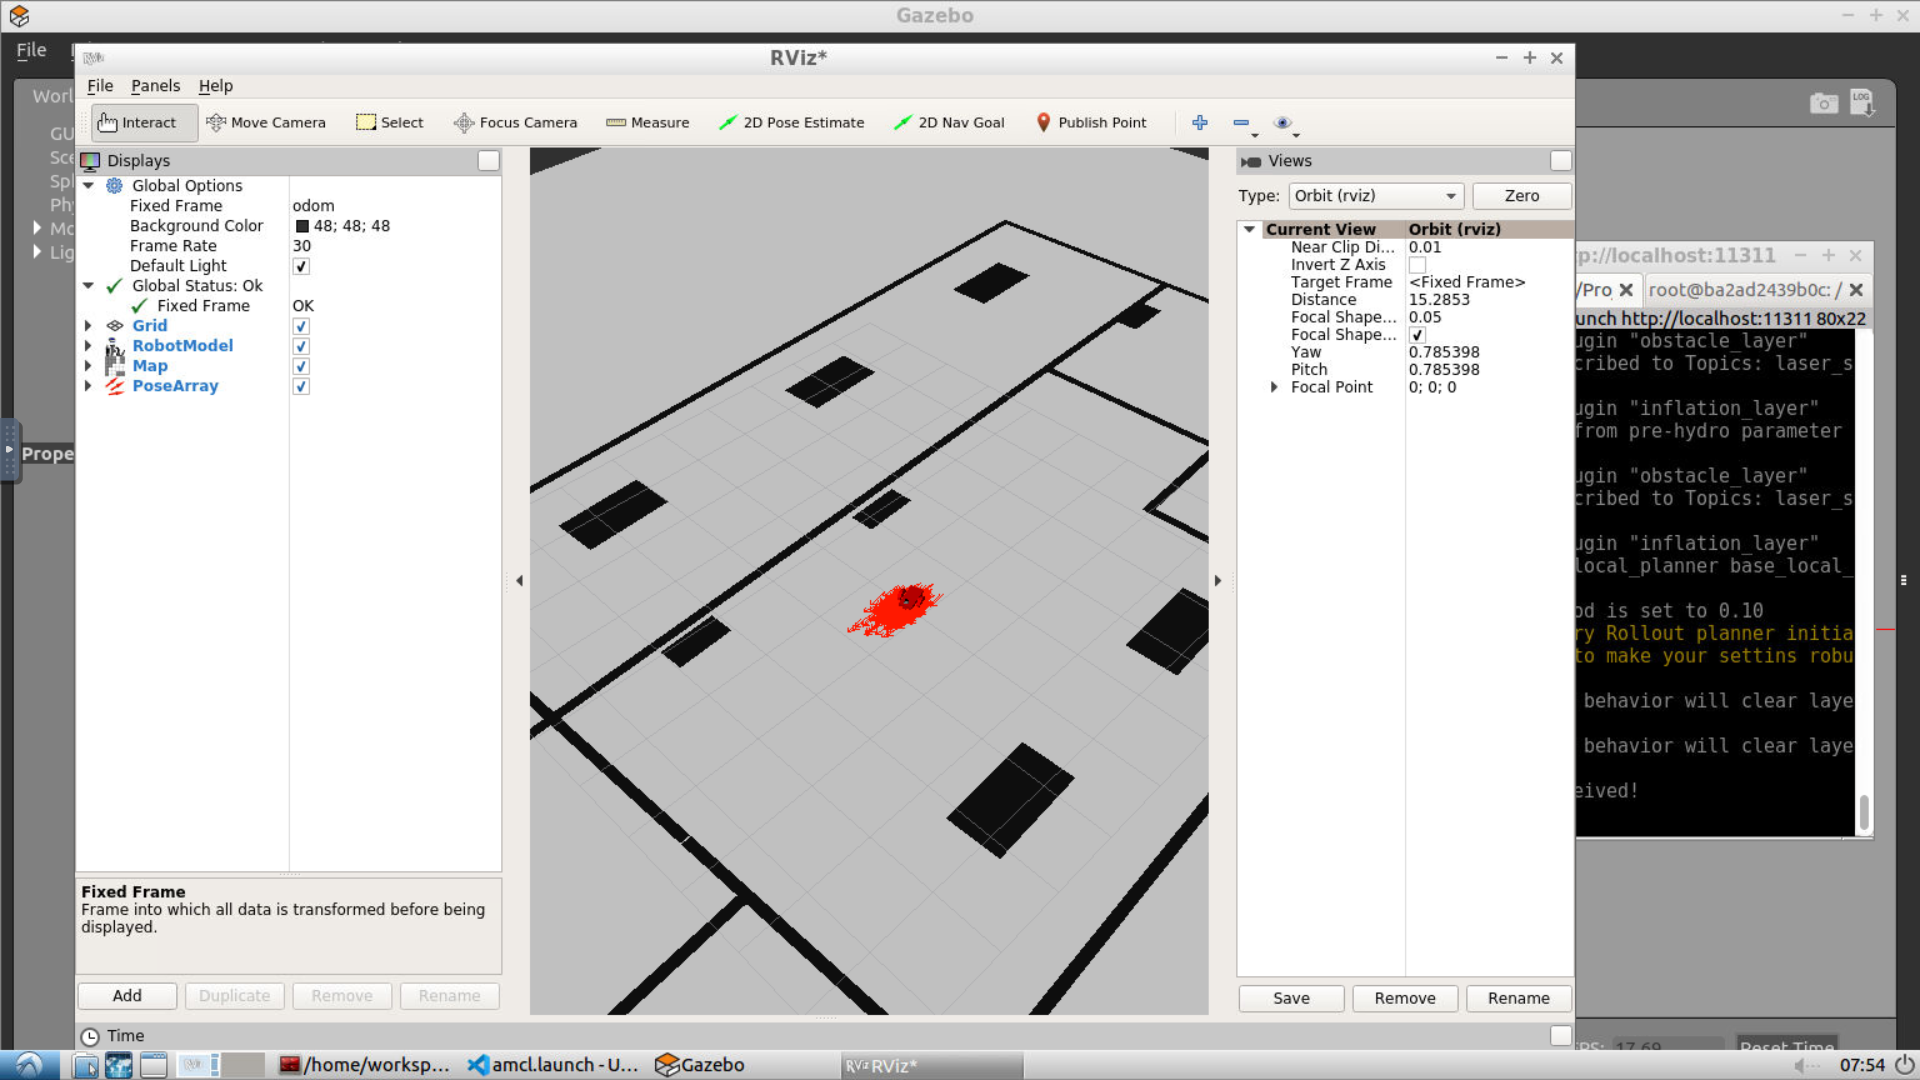 Gazebo
File
RViz*
File Panels Help
Interact Move Camera Select Focus Camera Measure 2D Pose Estimate 2D Nav Goal Publish Point
Displays
Global Options
Fixed Frame odom
Background Color 48; 48; 48
Frame Rate 30
Default Light
Global Status: Ok
Fixed Frame OK
Grid
RobotModel
Map
PoseArray
Fixed Frame
Frame into which all data is transformed before being
displayed.
Add Duplicate Remove Rename
Time
Views
Type: Orbit (rviz) Zero
Current View Orbit (rviz)
Near Clip Di... 0.01
Invert Z Axis
Target Frame <Fixed Frame>
Distance 15.2853
Focal Shape... 0.05
Focal Shape...
Yaw 0.785398
Pitch 0.785398
Focal Point 0; 0; 0
Save Remove Rename
Worl
GU
Sce
Sp
Ph
Mo
Lig
Prope
LOG
tp://localhost:11311
/Pro root@ba2ad2439b0c: /
unch http://localhost:11311 80x22
ugin "obstacle_layer"
cribed to Topics: laser_s
ugin "inflation_layer"
from pre-hydro parameter
ugin "obstacle_layer"
cribed to Topics: laser_s
ugin "inflation_layer"
local_planner base_local_
od is set to 0.10
ry Rollout planner initia
to make your settins robu
behavior will clear laye
behavior will clear laye
eived!
FPS: 17.69 Reset Time
/home/worksp... amcl.launch - U... Gazebo RViz RViz* 07:54